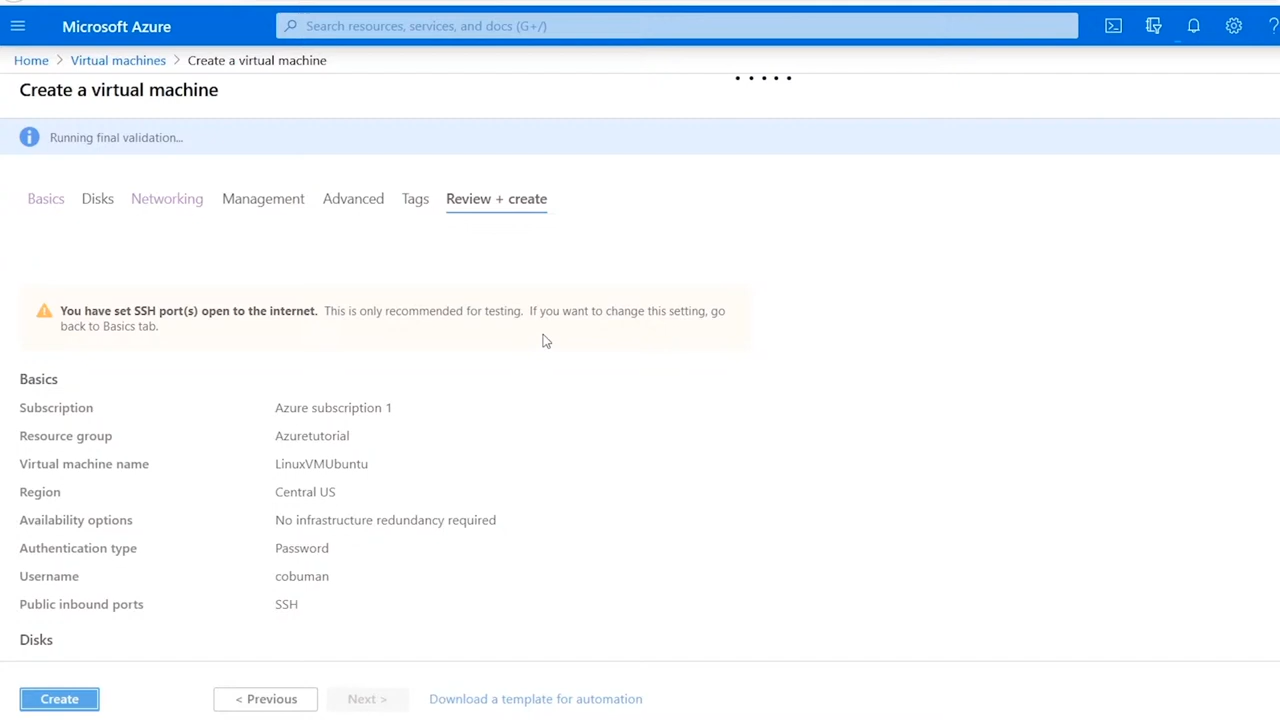 Microsoft Azure
Search resources, services, and docs (G+/)
?
Home > Virtual machines > Create a virtual machine
Create a virtual machine
Running final validation...
Basics Disks Networking Management Advanced Tags Review + create
You have set SSH port(s) open to the internet. This is only recommended for testing. If you want to change this setting, go
back to Basics tab.
Basics
Subscription Azure subscription 1
Resource group Azuretutorial
Virtual machine name LinuxVMUbuntu
Region Central US
Availability options No infrastructure redundancy required
Authentication type Password
Username cobuman
Public inbound ports SSH
Disks
Create < Previous Next > Download a template for automation